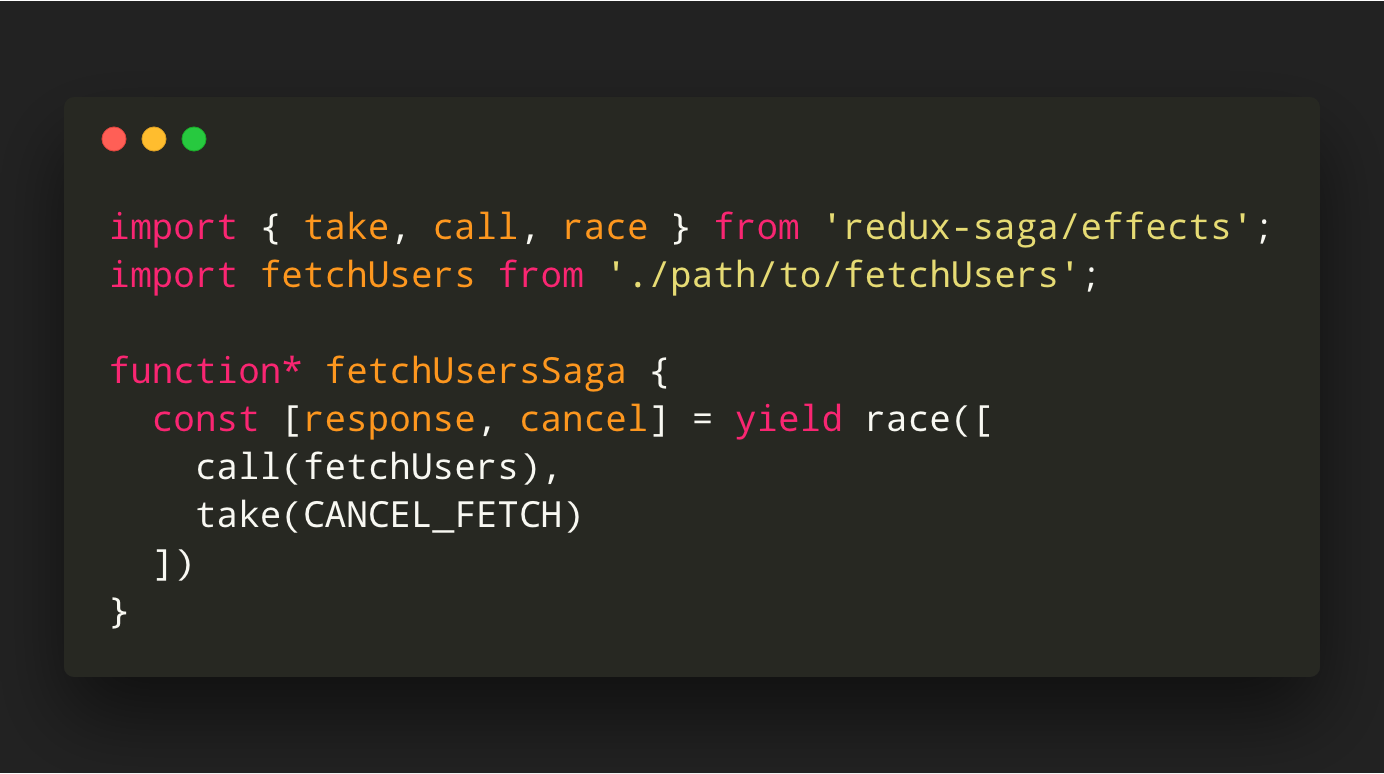 import { take, call, race } from 'redux-saga/effects';
import fetchUsers from './path/to/fetchUsers';

function* fetchUsersSaga {
  const [response, cancel] = yield race([
    call(fetchUsers),
    take(CANCEL_FETCH)
  ])
}